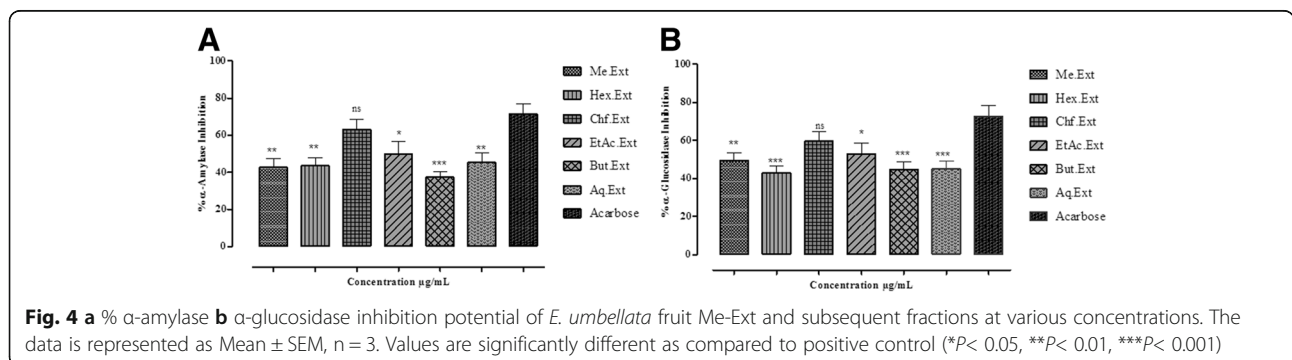 A
100
80
60
40
20
0
% α-Amylase Inhibition
** ** ns * *** **
Concentration µg/mL
Me.Ext
Hex.Ext
Chf.Ext
EtAc.Ext
But.Ext
Aq.Ext
Acarbose
B
100
80
60
40
20
0
% α-Glucosidase Inhibition
** *** ns * *** ***
Concentration µg/mL
Me.Ext
Hex.Ext
Chf.Ext
EtAc.Ext
But.Ext
Aq.Ext
Acarbose
Fig. 4 a % α-amylase b α-glucosidase inhibition potential of E. umbellata fruit Me-Ext and subsequent fractions at various concentrations. The
data is represented as Mean ± SEM, n = 3. Values are significantly different as compared to positive control (*P< 0.05, **P< 0.01, ***P< 0.001)